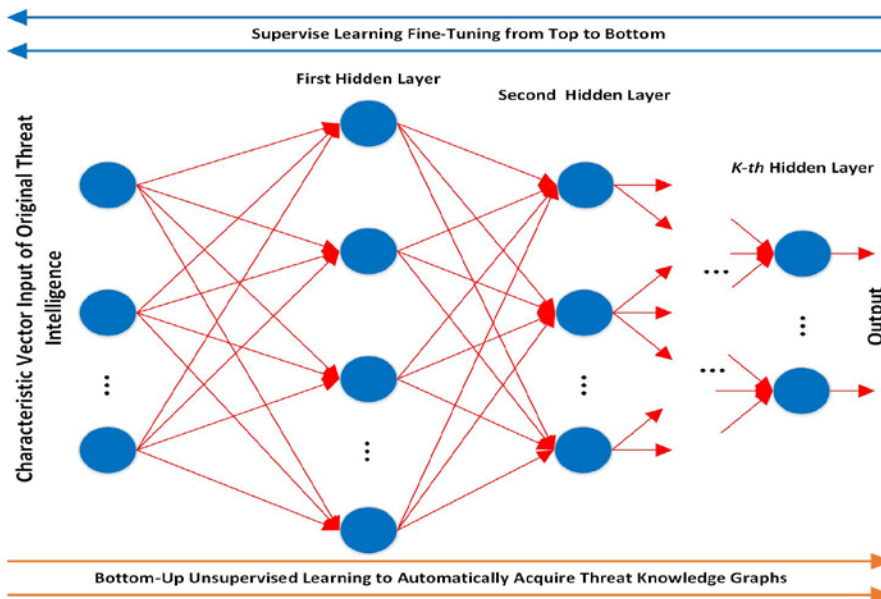 Supervise Learning Fine-Tuning from Top to Bottom
First Hidden Layer
Second Hidden Layer
K-th Hidden Layer
Characteristic Vector Input of Original Threat
Intelligence
...
...
...
...
...
...
Output
Bottom-Up Unsupervised Learning to Automatically Acquire Threat Knowledge Graphs